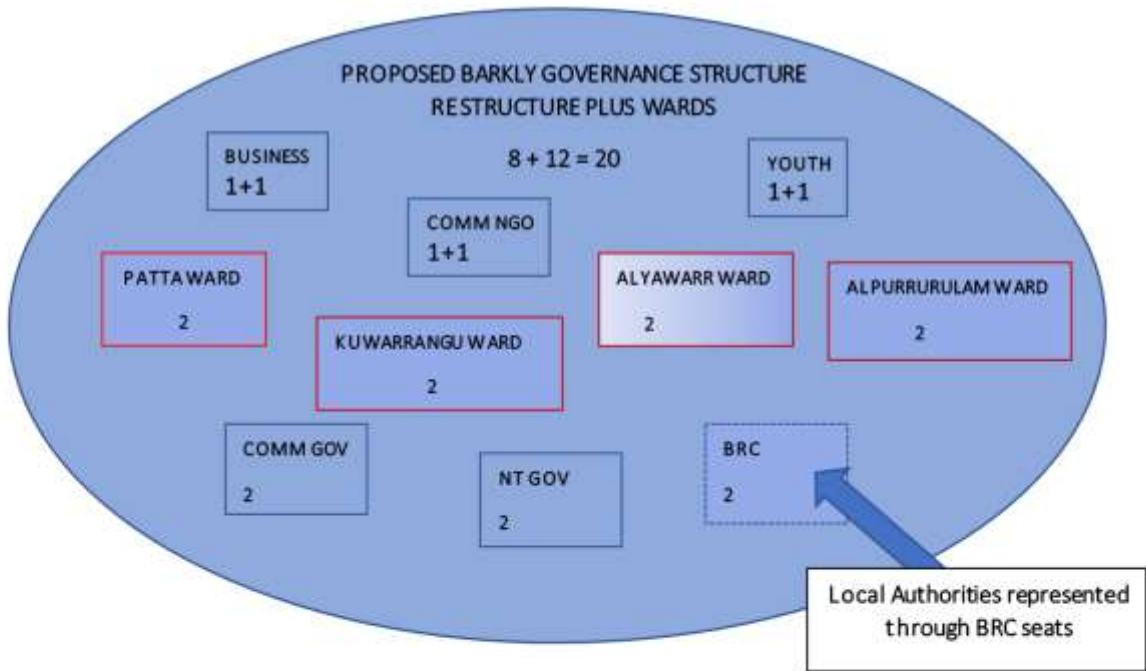 PROPOSED BARKLY GOVERNANCE STRUCTURE
RESTRUCTURE PLUS WARDS
8 + 12 = 20
BUSINESS
1+1
YOUTH
1+1
COMM NGO
1+1
PATTA WARD
2
KUWARRANGU WARD
2
ALYAWARR WARD
2
ALPURRURULAM WARD
2
COMM GOV
2
NT GOV
2
BRC
2
Local Authorities represented
through BRC seats